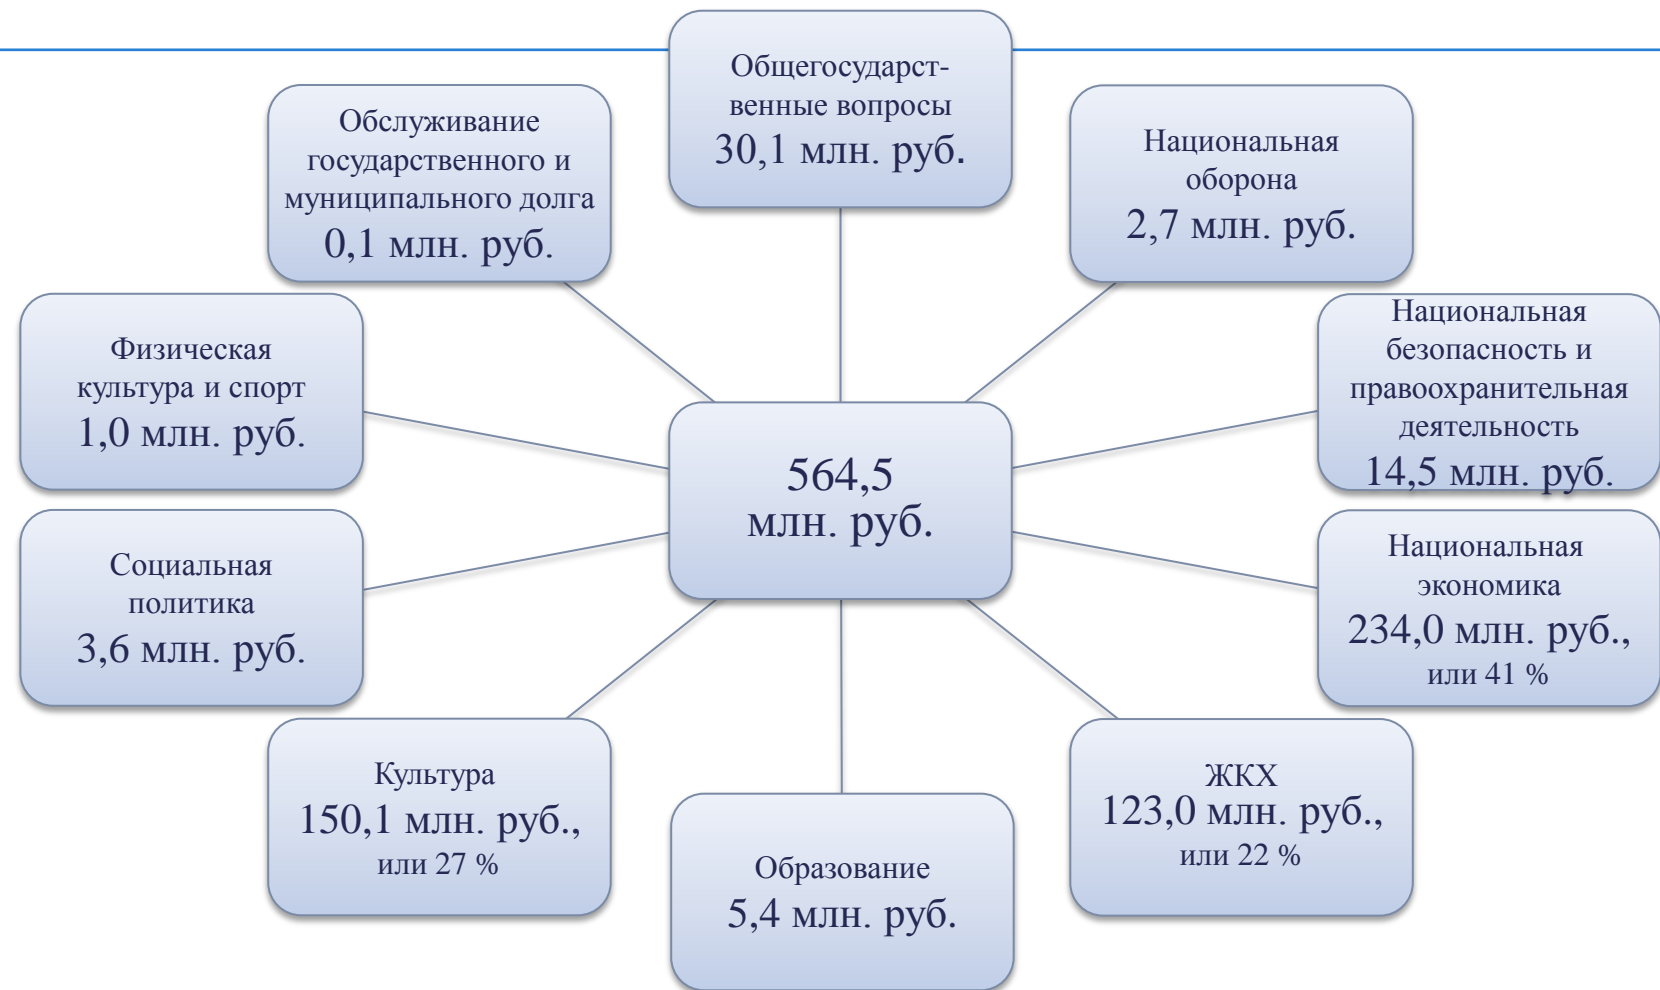 Общегосударст-
венные вопросы
30,1 млн. руб.
Национальная
оборона
2,7 млн. руб.
Национальная
безопасность и
правоохранительная
деятельность
14,5 млн. руб.
Национальная
экономика
234,0 млн. руб.,
или 41 %
ЖКХ
123,0 млн. руб.,
или 22 %
Образование
5,4 млн. руб.
Культура
150,1 млн. руб.,
или 27 %
Социальная
политика
3,6 млн. руб.
Физическая
культура и спорт
1,0 млн. руб.
Обслуживание
государственного и
муниципального долга
0,1 млн. руб.
564,5
млн. руб.